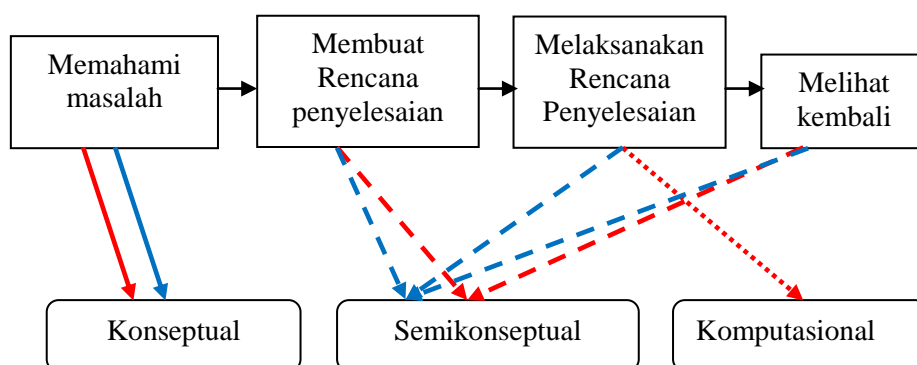 Memahami
masalah
Membuat
Rencana
penyelesaian
Melaksanakan
Rencana
Penyelesaian
Melihat
kembali
Konseptual
Semikonseptual
Komputasional